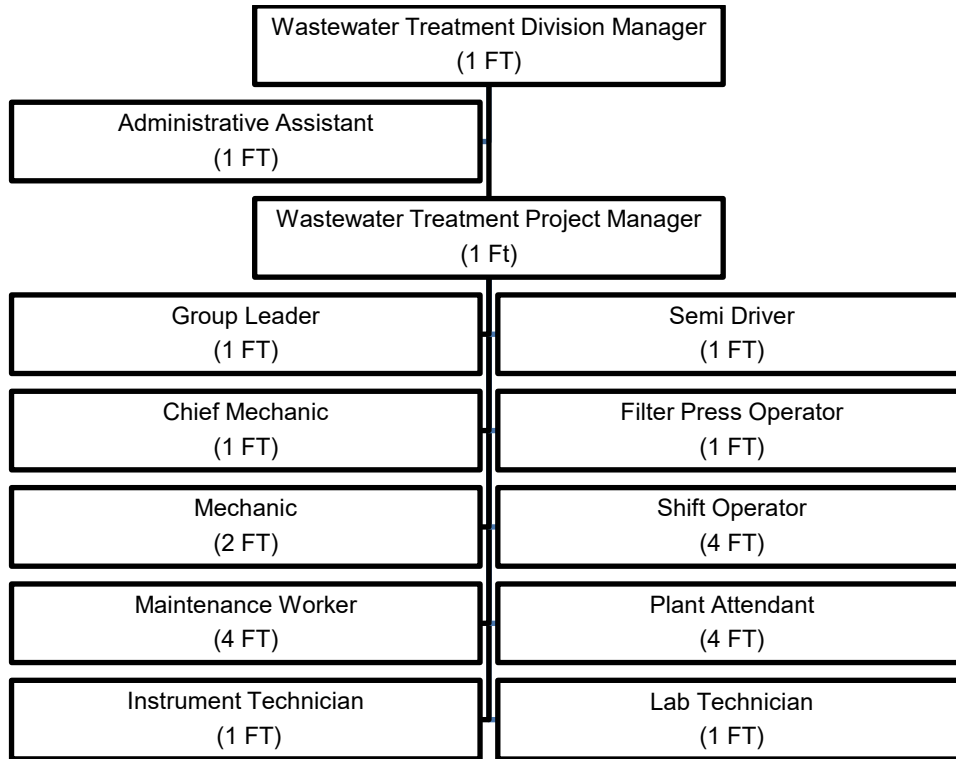 Wastewater Treatment Division Manager
(1 FT)
Administrative Assistant
(1 FT)
Wastewater Treatment Project Manager
(1 Ft)
Group Leader
(1 FT)
Semi Driver
(1 FT)
Chief Mechanic
(1 FT)
Filter Press Operator
(1 FT)
Mechanic
(2 FT)
Shift Operator
(4 FT)
Maintenance Worker
(4 FT)
Plant Attendant
(4 FT)
Instrument Technician
(1 FT)
Lab Technician
(1 FT)